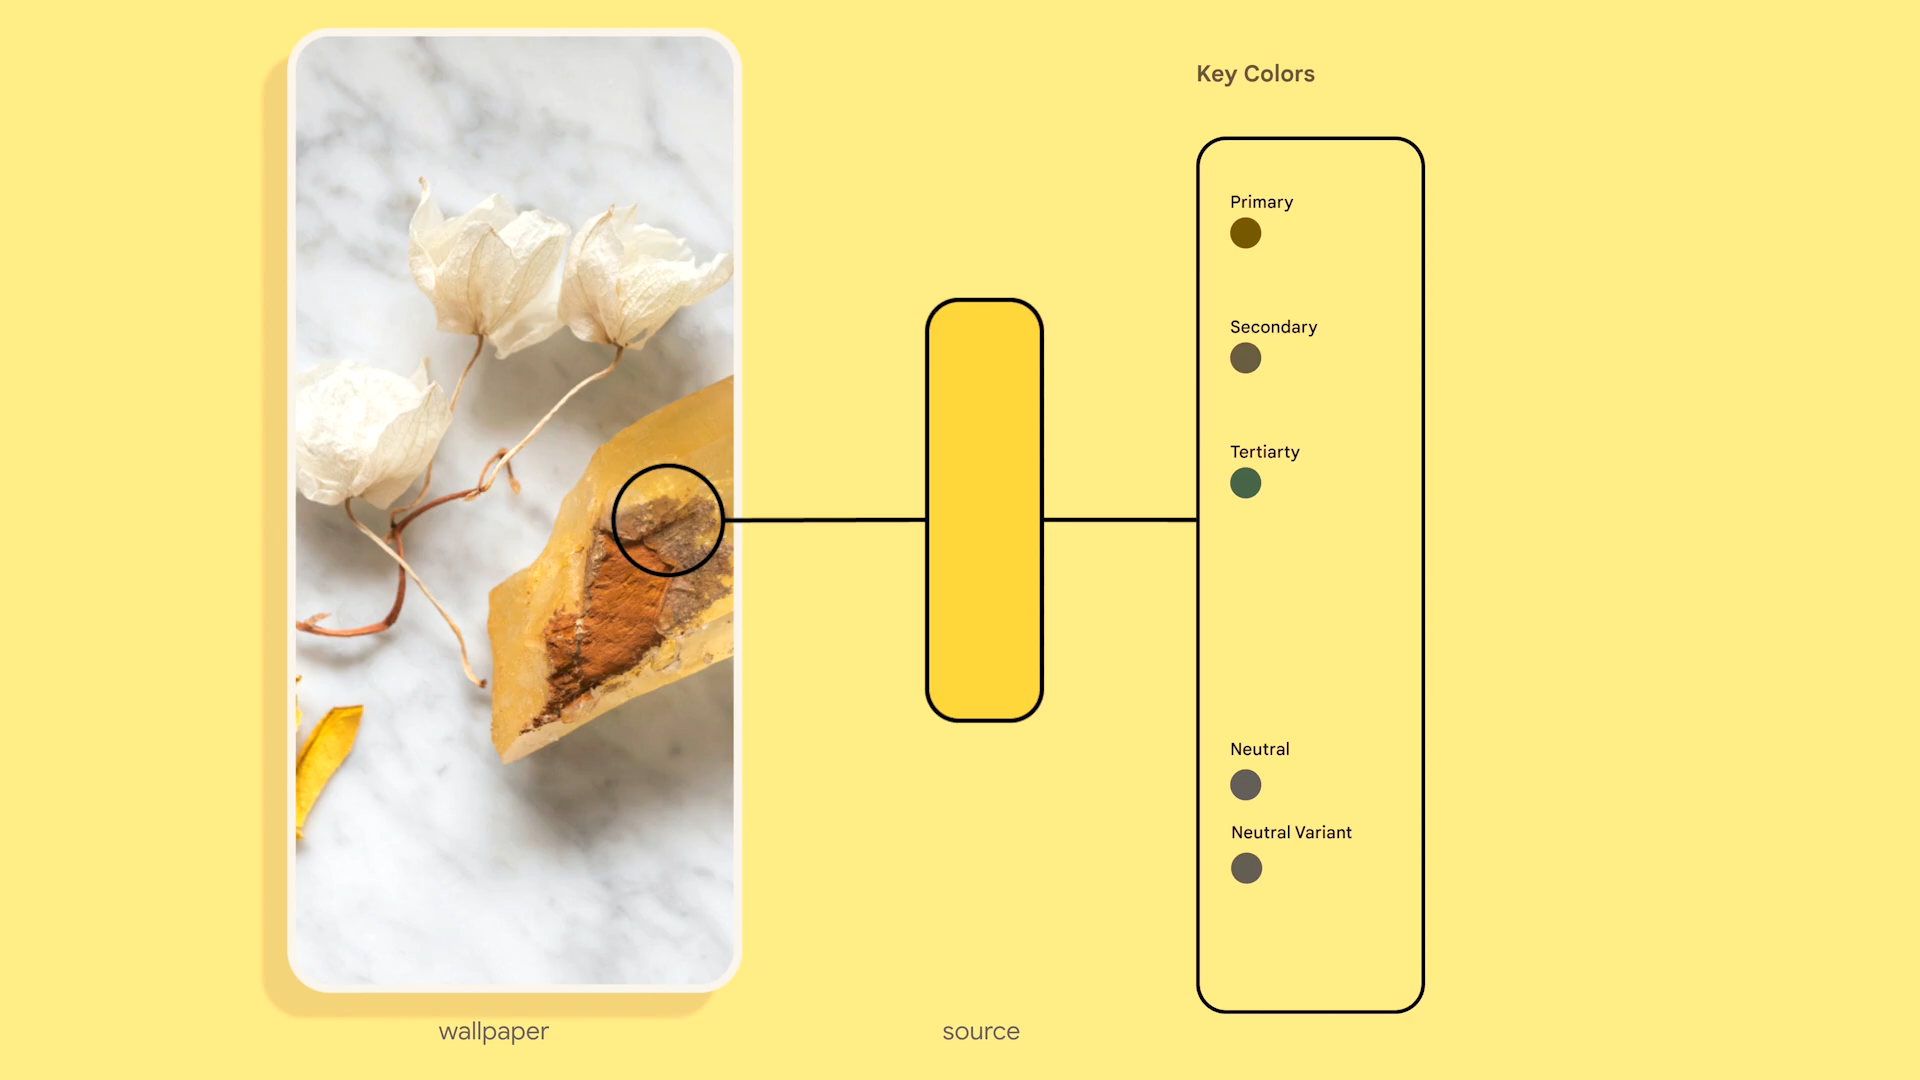 Key Colors
Primary
Secondary
Tertiarty
Neutral
Neutral Variant
wallpaper
source